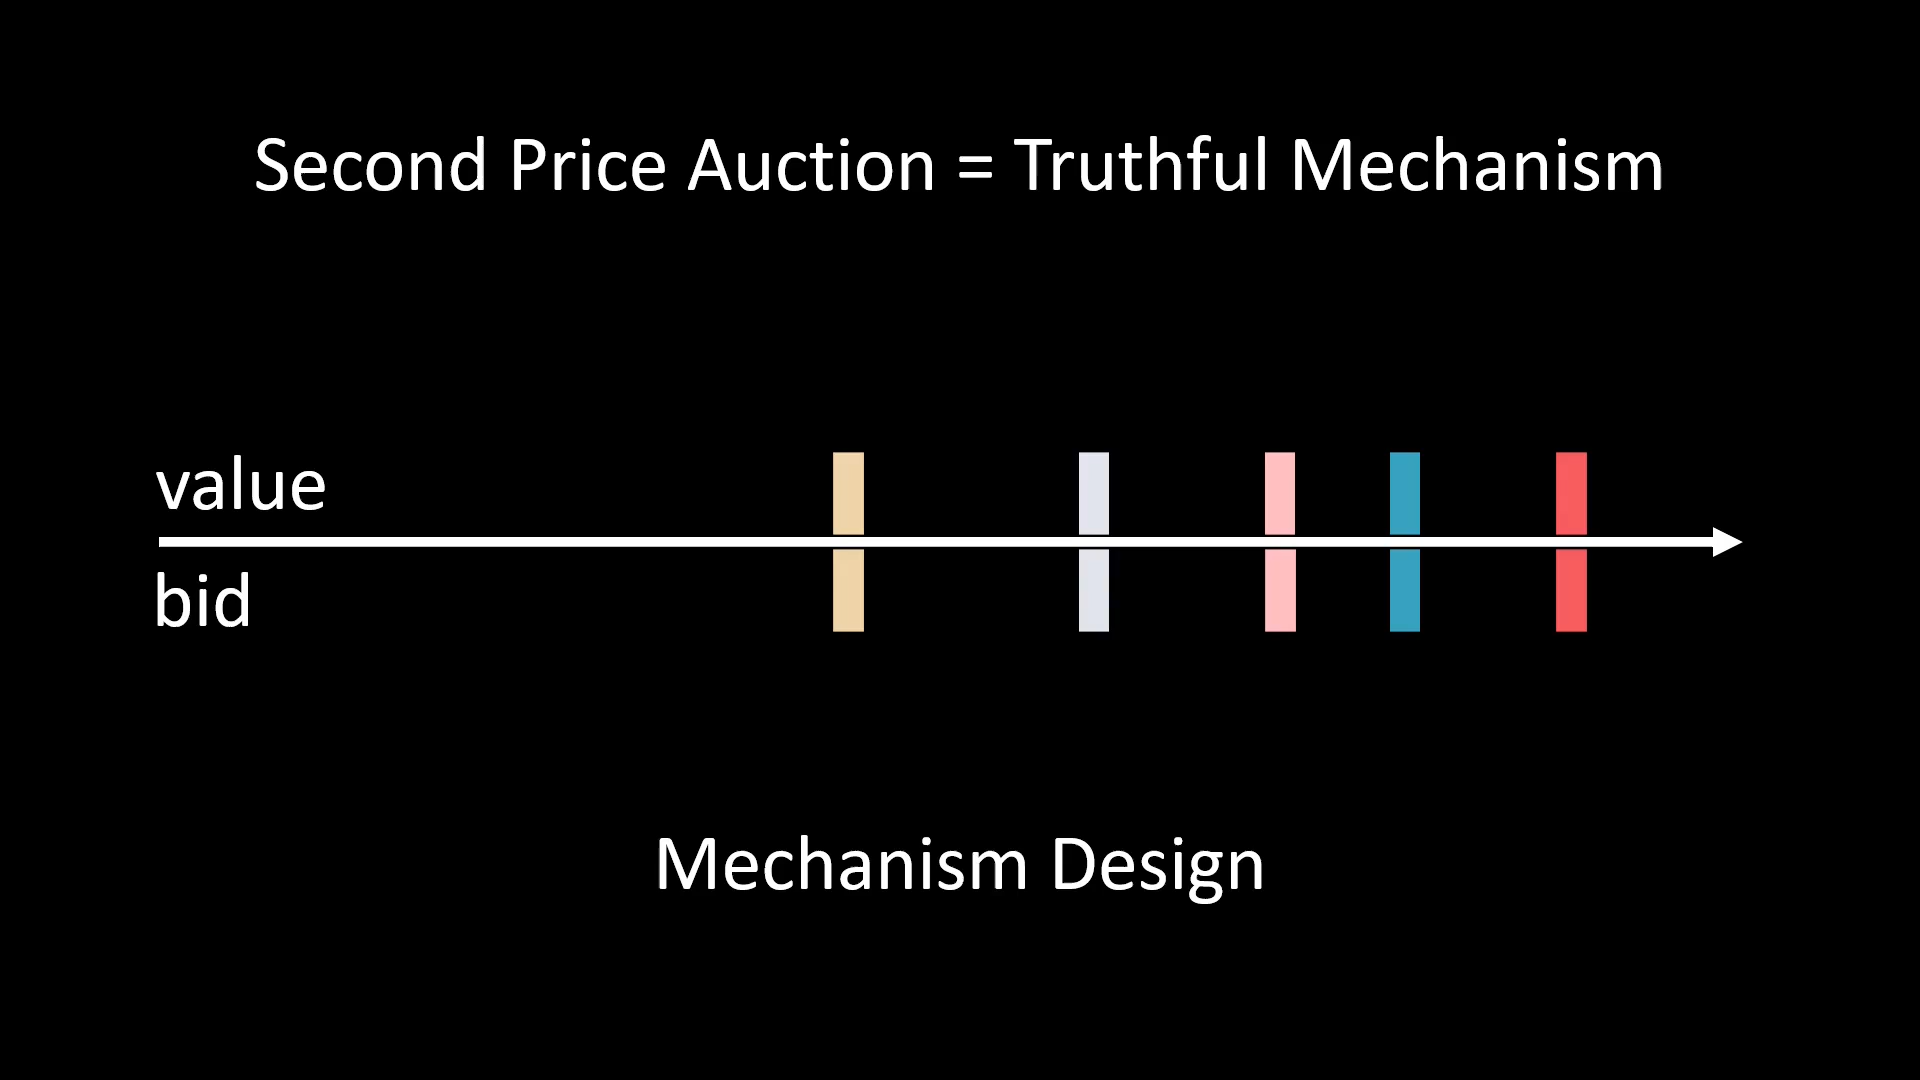 Second Price Auction = Truthful Mechanism
value
bid
Mechanism Design